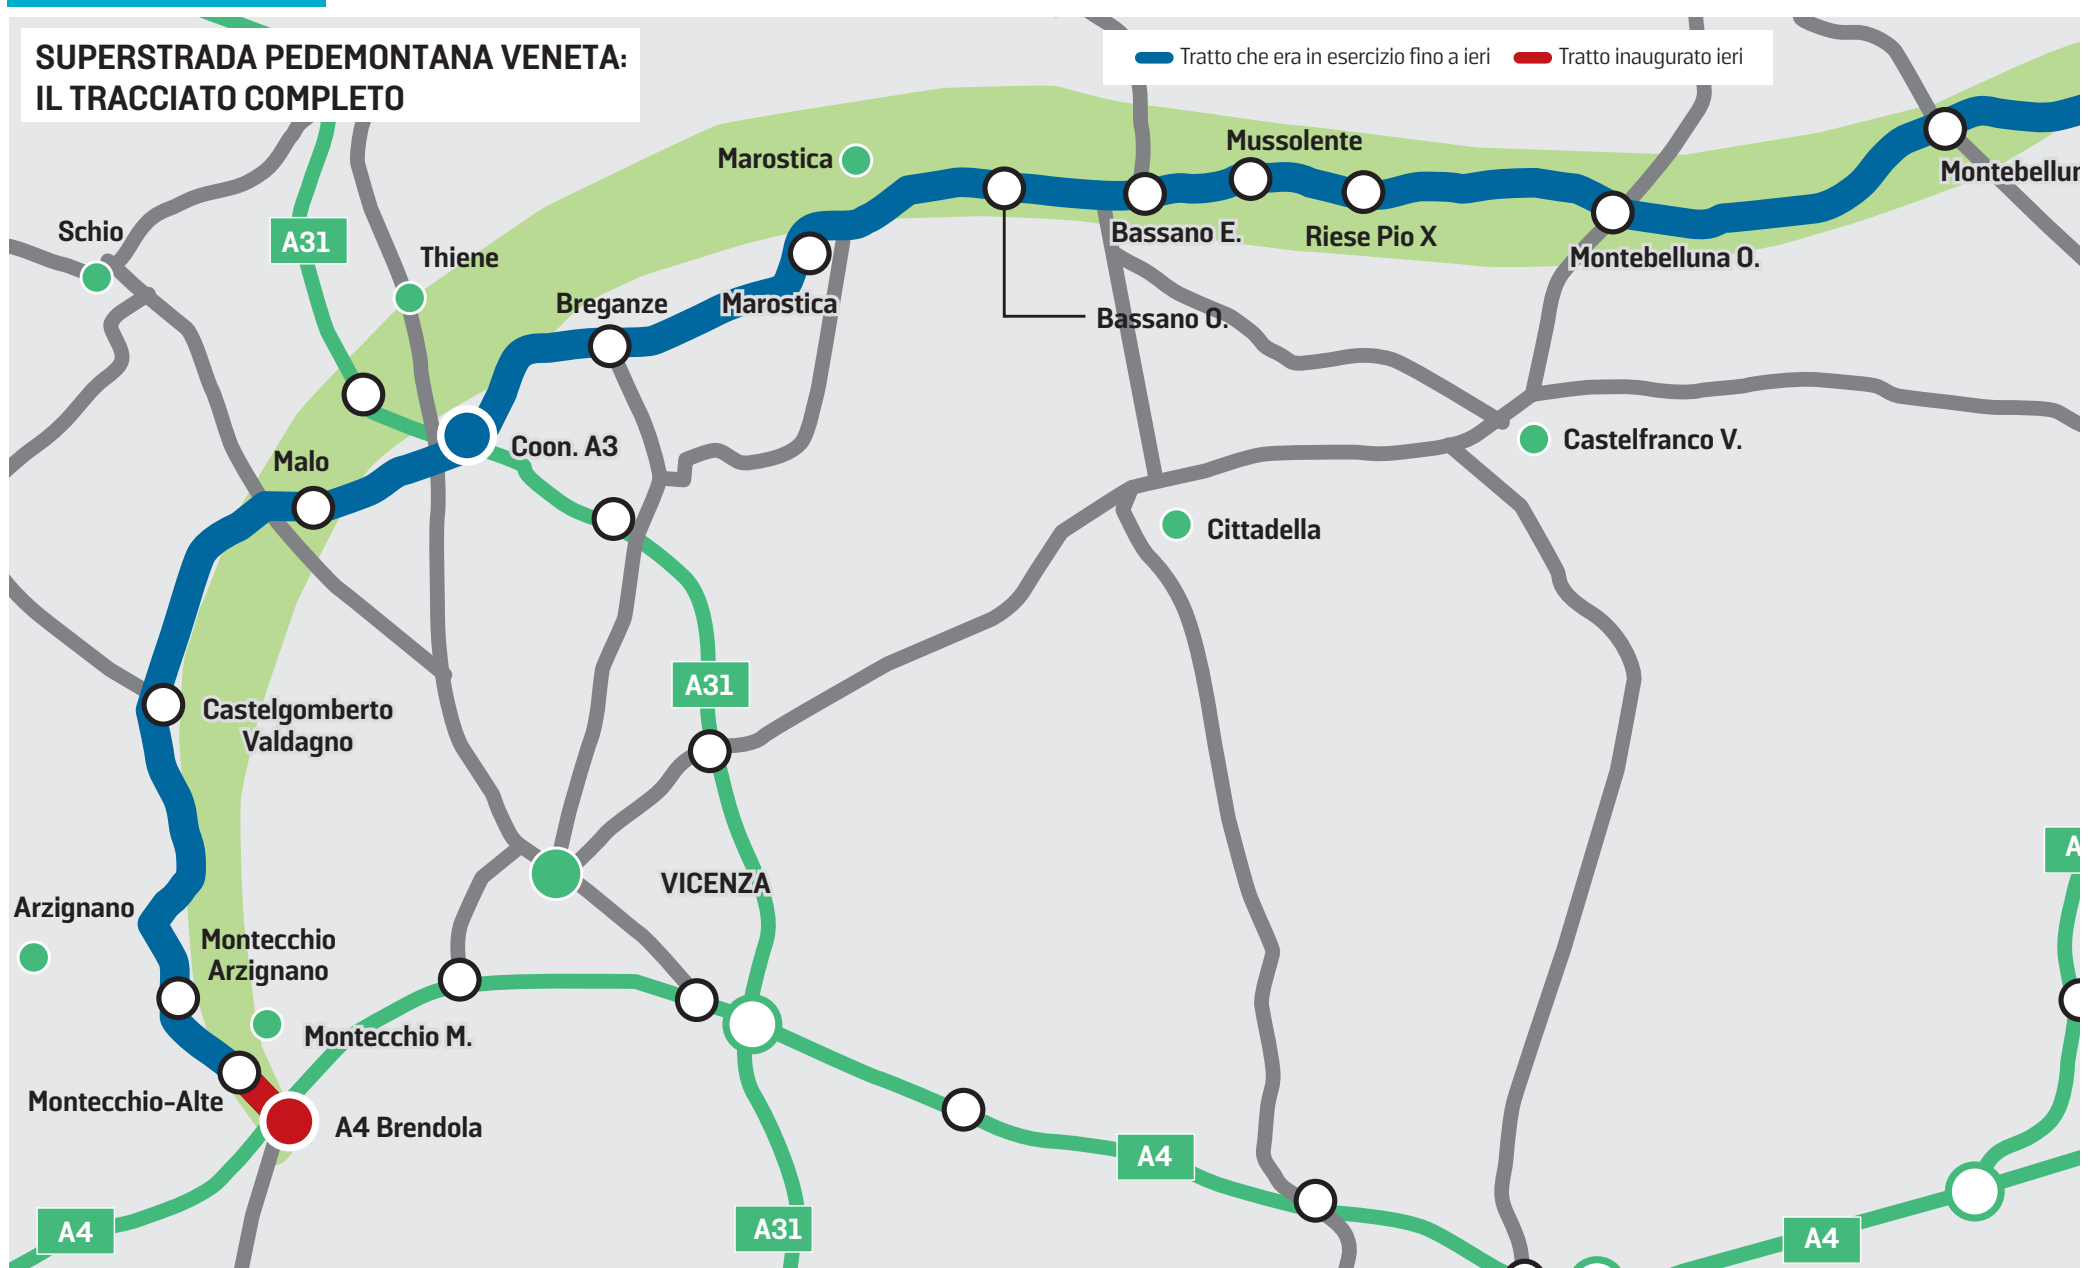 SUPERSTRADA PEDEMONTANA VENETA:
IL TRACCIATO COMPLETO
Tratto che era in esercizio fino a ieri
Tratto inaugurato ieri
Marostica
Mussolente
Montebellun
Schio
A31
Thiene
Bassano E.
Riese Pio X
Montebelluna O.
Breganze
Marostica
Bassano O.
Coon. A3
Castelfranco V.
Malo
Cittadella
A31
Castelgomberto
Valdagno
A
VICENZA
Arzignano
Montecchio
Arzignano
Montecchio M.
Montecchio-Alte
A4 Brendola
A4
A4
A31
A4